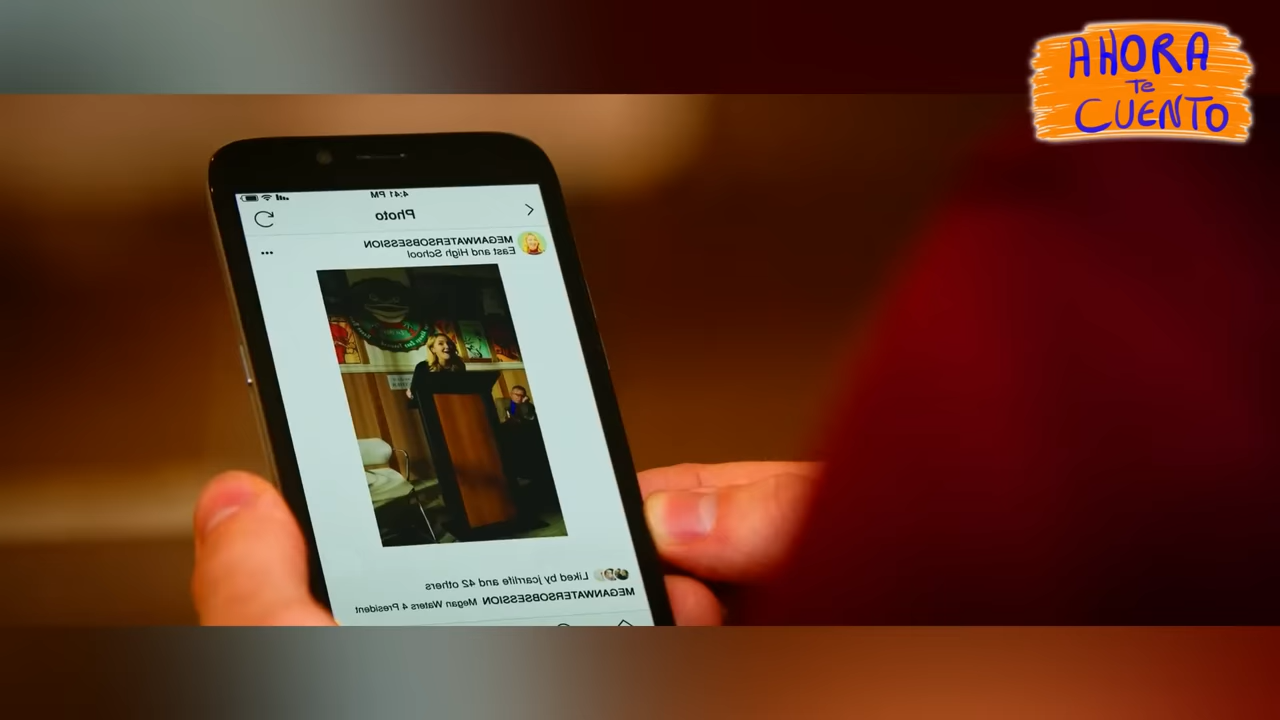 AHORA
TE
CUENTO
4:41 PM
Photo
MEGANWATERSOBSESSION
East and High School
Liked by jcarrlife and 42 others
MEGANWATERSOBSESSION Megan Waters 4 President